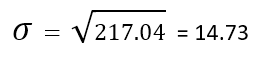 σ = √217.04 = 14.73